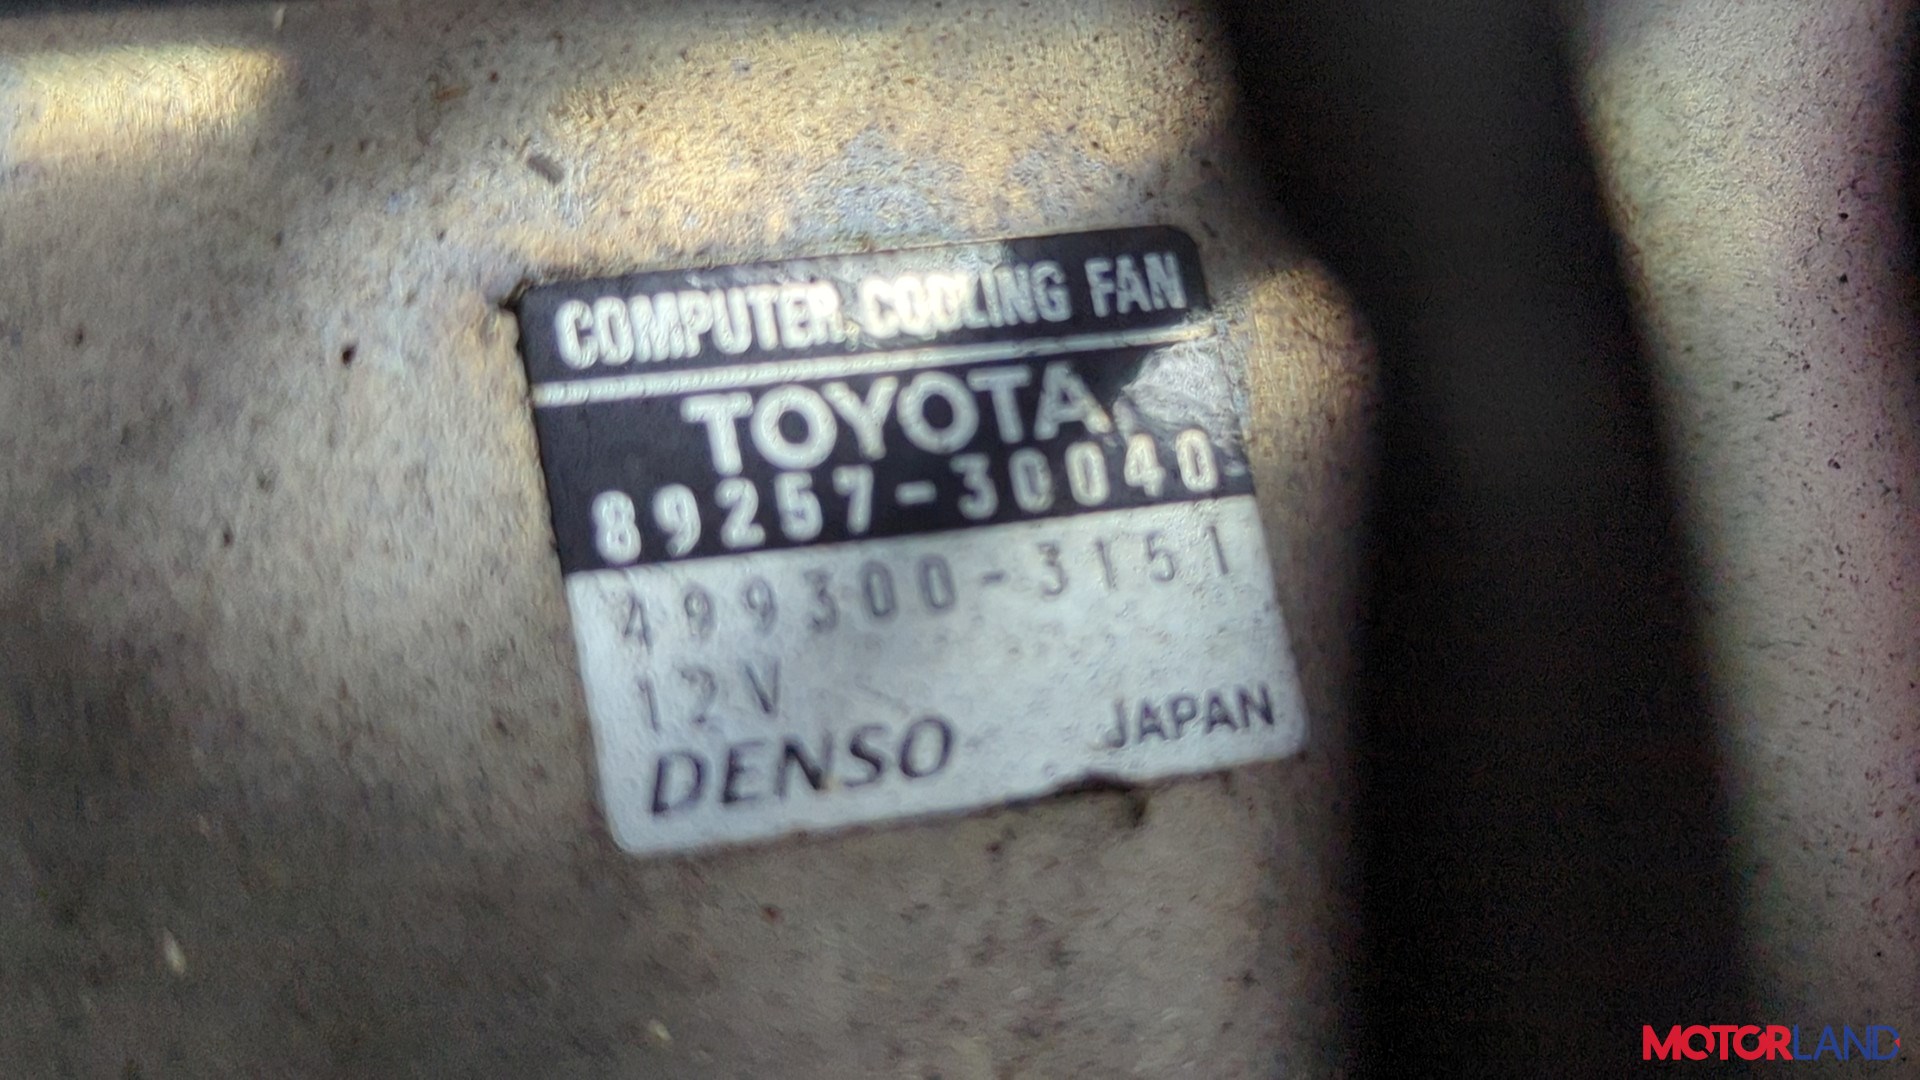 COMPUTER COOLING FAN
TOYOTA
89257-30040
499300-3151
12V
DENSO JAPAN
MOTORLAND